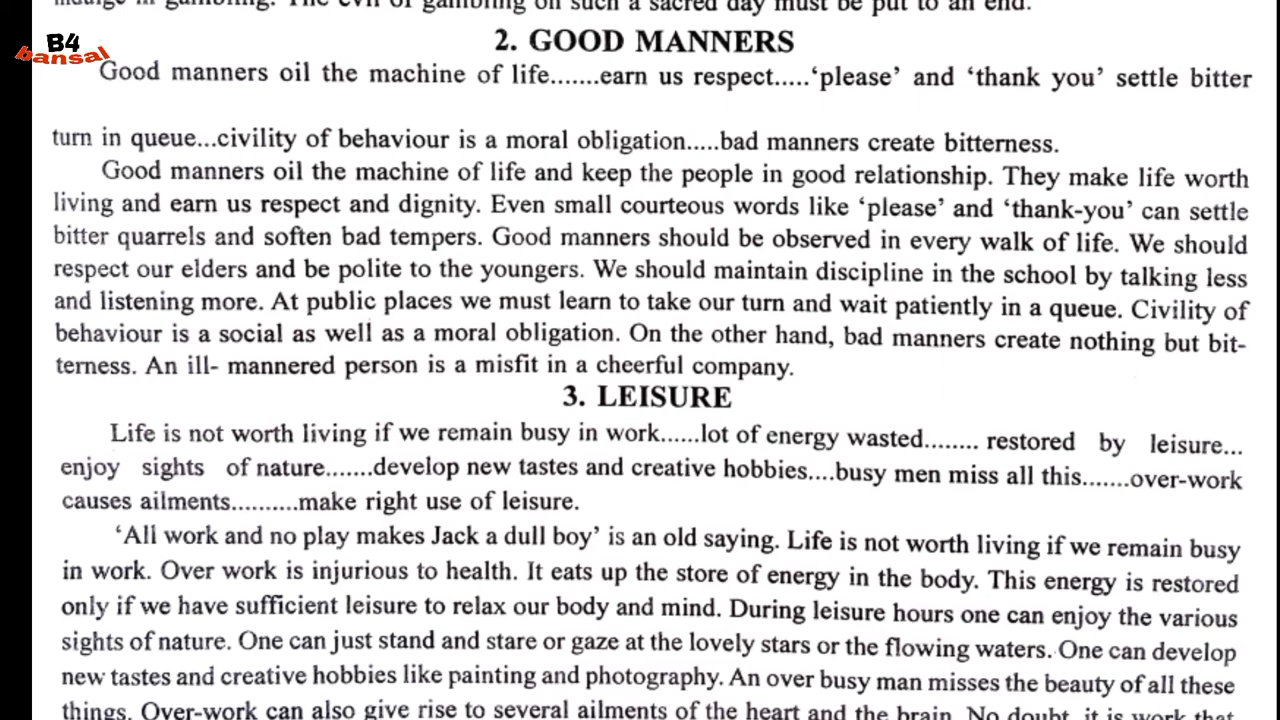 indulge in gambling. The evil of gambling on such a sacred day must be put to an end.
B4
bansal
2. GOOD MANNERS
Good manners oil the machine of life.......earn us respect.....‘please’ and ‘thank you’ settle bitter
turn in queue...civility of behaviour is a moral obligation.....bad manners create bitterness.
Good manners oil the machine of life and keep the people in good relationship. They make life worth
living and earn us respect and dignity. Even small courteous words like ‘please’ and ‘thank-you’ can settle
bitter quarrels and soften bad tempers. Good manners should be observed in every walk of life. We should
respect our elders and be polite to the youngers. We should maintain discipline in the school by talking less
and listening more. At public places we must learn to take our turn and wait patiently in a queue. Civility of
behaviour is a social as well as a moral obligation. On the other hand, bad manners create nothing but bit-
terness. An ill- mannered person is a misfit in a cheerful company.
3. LEISURE
Life is not worth living if we remain busy in work......lot of energy wasted........ restored by leisure...
enjoy sights of nature.......develop new tastes and creative hobbies....busy men miss all this.......over-work
causes ailments..........make right use of leisure.
‘All work and no play makes Jack a dull boy’ is an old saying. Life is not worth living if we remain busy
in work. Over work is injurious to health. It eats up the store of energy in the body. This energy is restored
only if we have sufficient leisure to relax our body and mind. During leisure hours one can enjoy the various
sights of nature. One can just stand and stare or gaze at the lovely stars or the flowing waters. One can develop
new tastes and creative hobbies like painting and photography. An over busy man misses the beauty of all these
things. Over-work can also give rise to several ailments of the heart and the brain. No doubt, it is work that